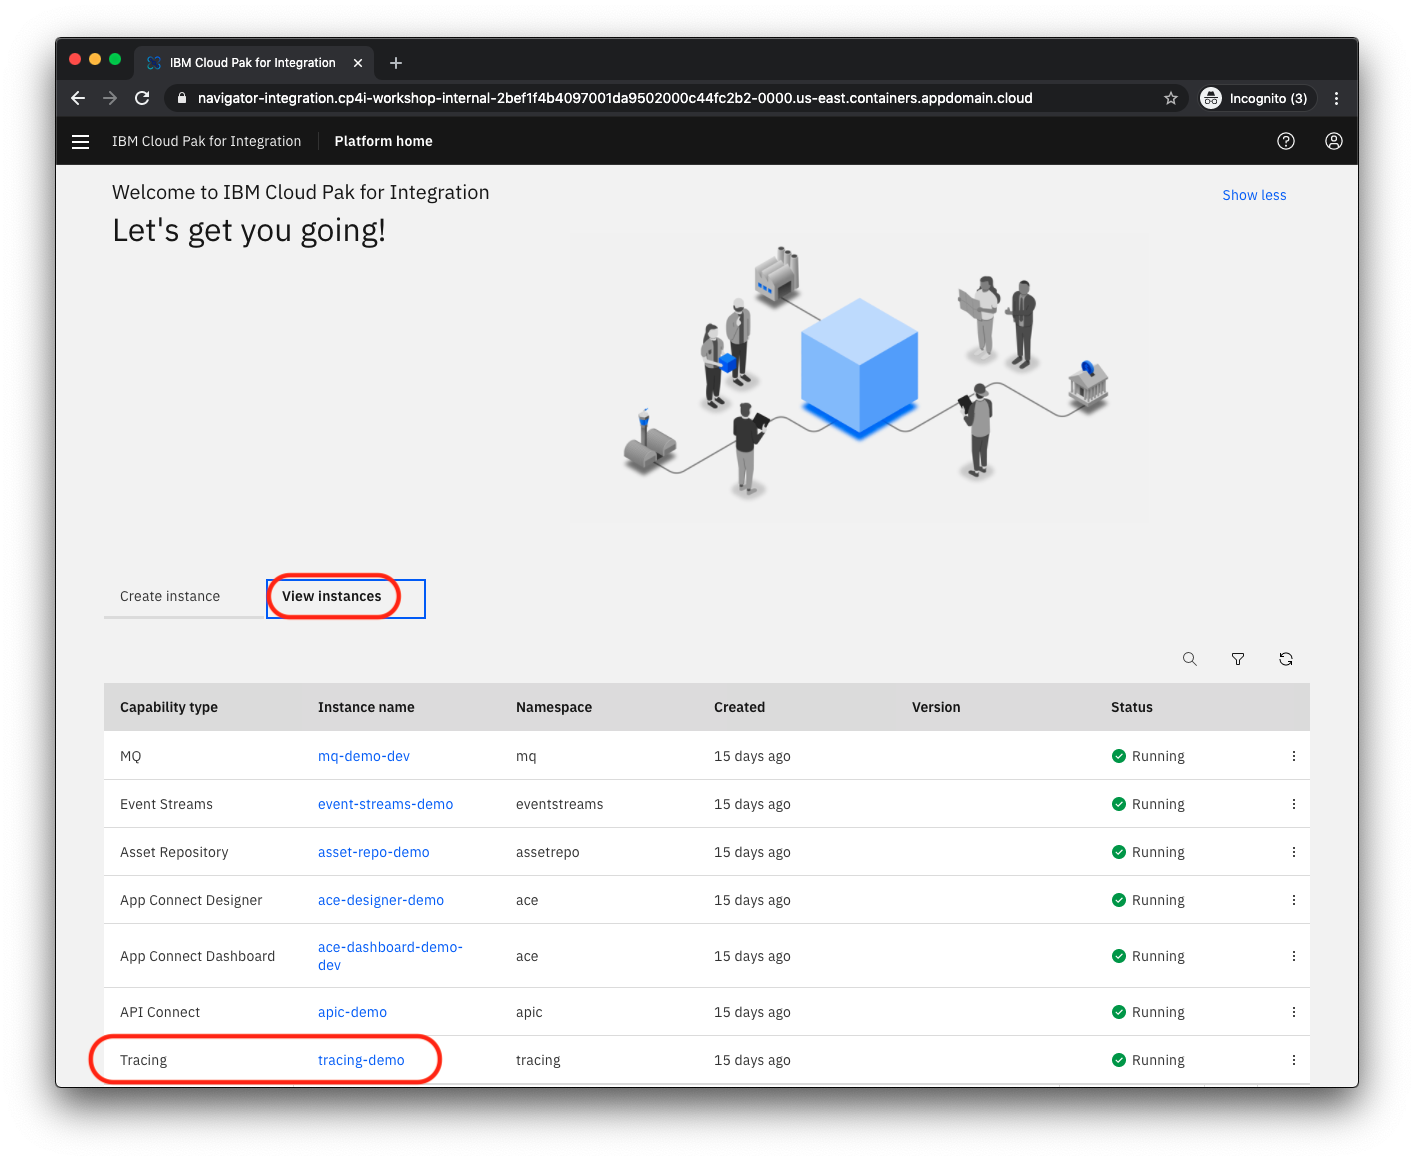 IBM Cloud Pak for Integration
navigator-integration.cp4i-workshop-internal-2bef1f4b4097001da9502000c44fc2b2-0000.us-east.containers.appdomain.cloud
Incognito (3)
IBM Cloud Pak for Integration
Platform home
Welcome to IBM Cloud Pak for Integration
Show less
Let's get you going!
Create instance
View instances
Capability type Instance name Namespace Created Version Status
MQ mq-demo-dev mq 15 days ago Running
Event Streams event-streams-demo eventstreams 15 days ago Running
Asset Repository asset-repo-demo assetrepo 15 days ago Running
App Connect Designer ace-designer-demo ace 15 days ago Running
App Connect Dashboard ace-dashboard-demo-
dev ace 15 days ago Running
API Connect apic-demo apic 15 days ago Running
Tracing tracing-demo tracing 15 days ago Running